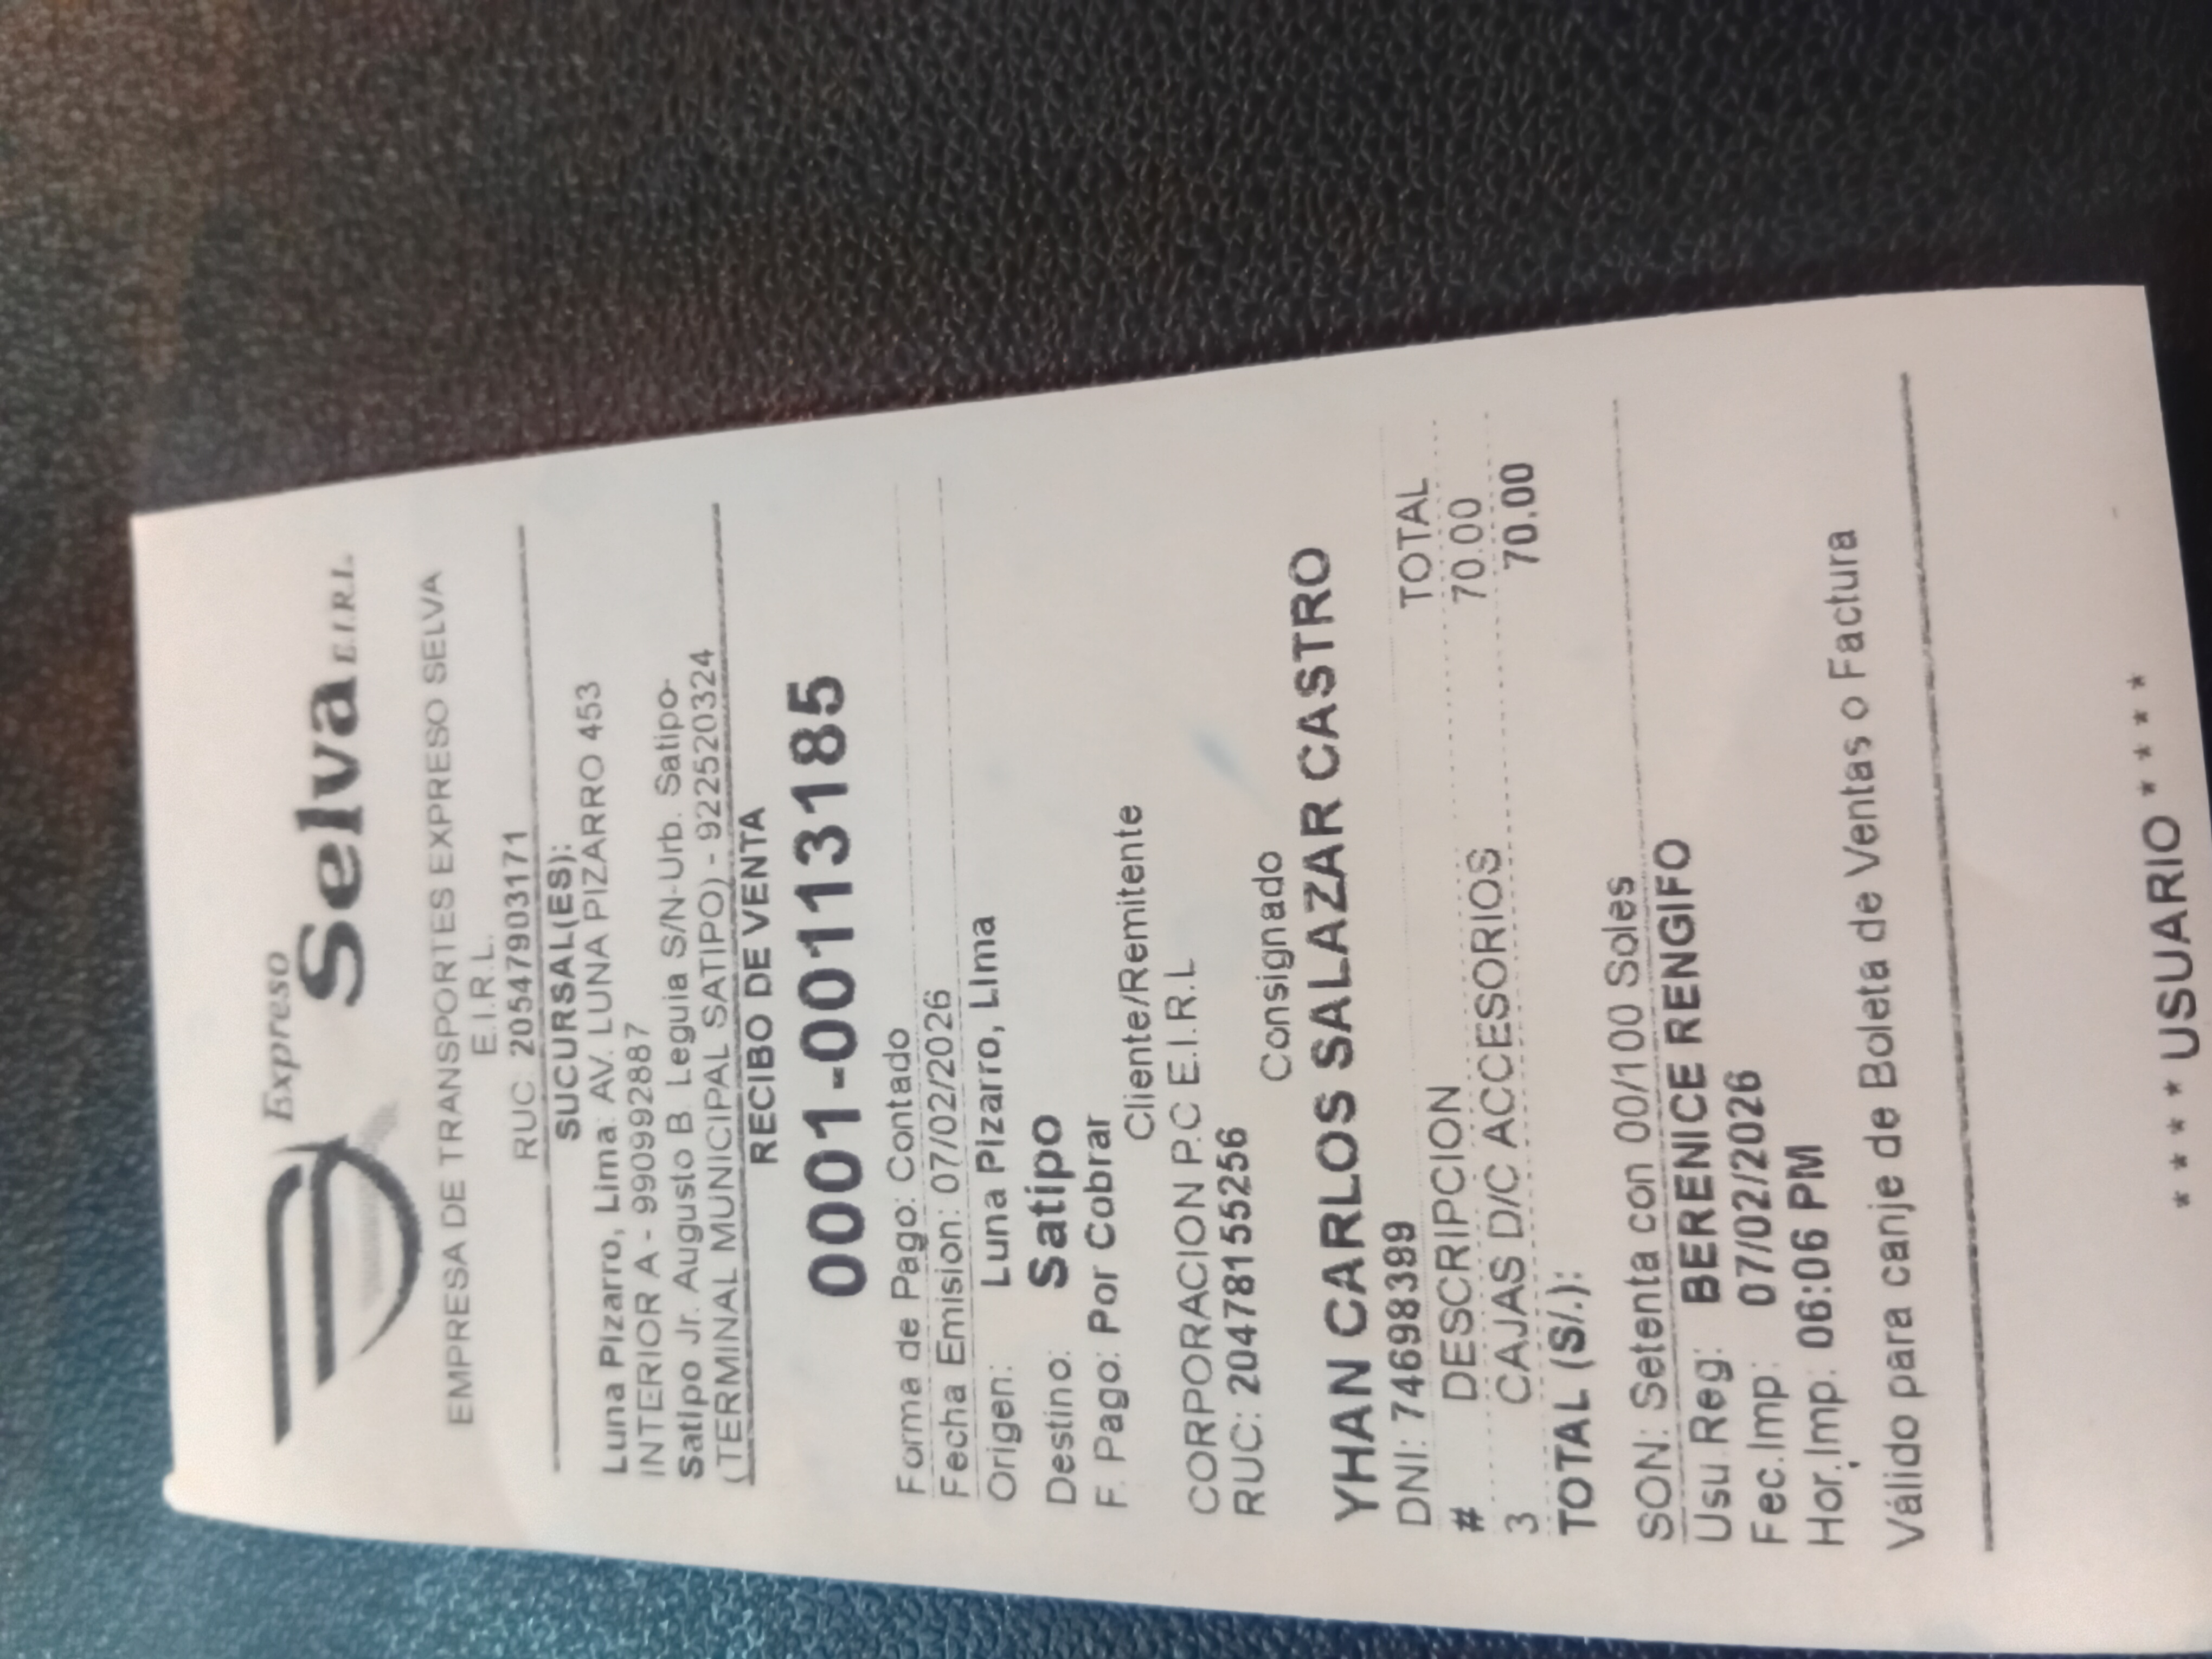 Expreso
Selva E.I.R.L.
EMPRESA DE TRANSPORTES EXPRESO SELVA
E.I.R.L.
RUC: 20547903171
SUCURSAL(ES):
Luna Pizarro, Lima: AV. LUNA PIZARRO 453
INTERIOR A - 990992887
Satipo Jr. Augusto B. Leguia S/N-Urb. Satipo-
(TERMINAL MUNICIPAL SATIPO) - 922520324
RECIBO DE VENTA
0001-00113185
Forma de Pago: Contado
Fecha Emision: 07/02/2026
Origen: Luna Pizarro, Lima
Destino: Satipo
F. Pago: Por Cobrar
Cliente/Remitente
CORPORACION P.C E.I.R.L
RUC: 20478155256
Consignado
YHAN CARLOS SALAZAR CASTRO
DNI: 74698399
# DESCRIPCION TOTAL
3 CAJAS D/C ACCESORIOS 70.00
TOTAL (S/.): 70.00
SON: Setenta con 00/100 Soles
Usu Reg: BERENICE RENGIFO
Fec.Imp: 07/02/2026
Hor.Imp: 06:06 PM
Válido para canje de Boleta de Ventas o Factura
* * * * USUARIO * * * *